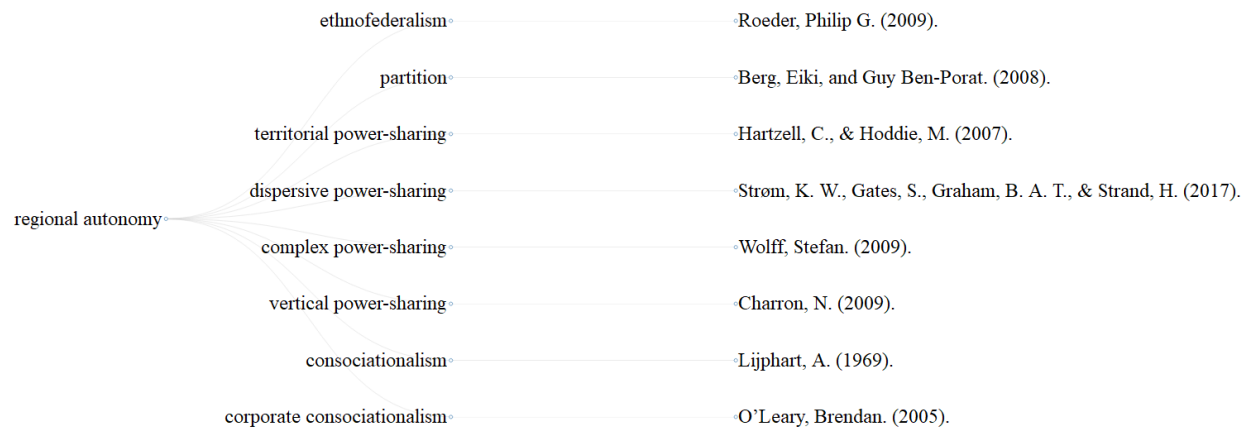 ethnofederalism Roeder, Philip G. (2009).
partition Berg, Eiki, and Guy Ben-Porat. (2008).
territorial power-sharing Hartzell, C., & Hoddie, M. (2007).
dispersive power-sharing Strøm, K. W., Gates, S., Graham, B. A. T., & Strand, H. (2017).
regional autonomy
complex power-sharing Wolff, Stefan. (2009).
vertical power-sharing Charron, N. (2009).
consociationalism Lijphart, A. (1969).
corporate consociationalism O’Leary, Brendan. (2005).